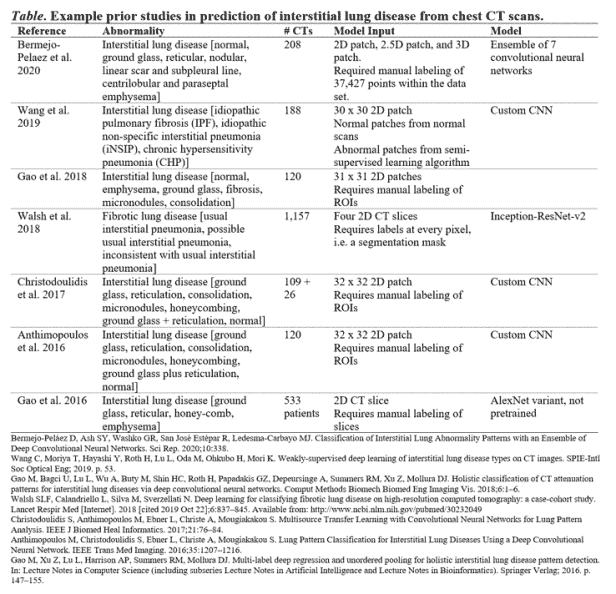 Table. Example prior studies in prediction of interstitial lung disease from chest CT scans.
Reference Abnormality # CTs Model Input Model
Bermejo-Pelaez et al. 2020 Interstitial lung disease [normal, ground glass, reticular, nodular, linear scar and subpleural line, centrilobular and paraseptal emphysema] 208 2D patch, 2.5D patch, and 3D patch. Required manual labeling of 37,427 points within the data set. Ensemble of 7 convolutional neural networks
Wang et al. 2019 Interstitial lung disease [idiopathic pulmonary fibrosis (IPF), idiopathic non-specific interstitial pneumonia (iNSIP), chronic hypersensitivity pneumonia (CHP)] 188 30 x 30 2D patch Normal patches from normal scans Abnormal patches from semi-supervised learning algorithm Custom CNN
Gao et al. 2018 Interstitial lung disease [normal, emphysema, ground glass, fibrosis, micronodules, consolidation] 120 31 x 31 2D patches Requires manual labeling of ROIs
Walsh et al. 2018 Fibrotic lung disease [usual interstitial pneumonia, possible usual interstitial pneumonia, inconsistent with usual interstitial pneumonia] 1,157 Four 2D CT slices Requires labels at every pixel, i.e. a segmentation mask Inception-ResNet-v2
Christodoulidis et al. 2017 Interstitial lung disease [ground glass, reticulation, consolidation, micronodules, honeycombing, ground glass + reticulation, normal] 109 + 26 32 x 32 2D patch Requires manual labeling of ROIs Custom CNN
Anthimopoulos et al. 2016 Interstitial lung disease [ground glass, reticulation, consolidation, micronodules, honeycombing, ground glass plus reticulation, normal] 120 32 x 32 2D patch Requires manual labeling of ROIs Custom CNN
Gao et al. 2016 Interstitial lung disease [ground glass, reticular, honey-comb, emphysema] 533 patients 2D CT slice Requires manual labeling of slices AlexNet variant, not pretrained
Bermejo-Peláez D, Ash SY, Washko GR, San José Estépar R, Ledesma-Carbayo MJ. Classification of Interstitial Lung Abnormality Patterns with an Ensemble of
Deep Convolutional Neural Networks. Sci Rep. 2020;10:338.
Wang C, Moriya T, Hayashi Y, Roth H, Lu L, Oda M, Ohkubo H, Mori K. Weakly-supervised deep learning of interstitial lung disease types on CT images. SPIE-Intl
Soc Optical Eng; 2019. p. 53.
Gao M, Bagci U, Lu L, Wu A, Buty M, Shin HC, Roth H, Papadakis GZ, Depeursinge A, Summers RM, Xu Z, Mollura DJ. Holistic classification of CT attenuation
patterns for interstitial lung diseases via deep convolutional neural networks. Comput Methods Biomech Biomed Eng Imaging Vis. 2018;6:1–6.
Walsh SLF, Calandriello L, Silva M, Sverzellati N. Deep learning for classifying fibrotic lung disease on high-resolution computed tomography: a case-cohort study.
Lancet Respir Med [Internet]. 2018 [cited 2019 Oct 22];6:837–845. Available from: http://www.ncbi.nlm.nih.gov/pubmed/30232049
Christodoulidis S, Anthimopoulos M, Ebner L, Christe A, Mougiakakou S. Multisource Transfer Learning with Convolutional Neural Networks for Lung Pattern
Analysis. IEEE J Biomed Heal Informatics. 2017;21:76–84.
Anthimopoulos M, Christodoulidis S, Ebner L, Christe A, Mougiakakou S. Lung Pattern Classification for Interstitial Lung Diseases Using a Deep Convolutional
Neural Network. IEEE Trans Med Imaging. 2016;35:1207–1216.
Gao M, Xu Z, Lu L, Harrison AP, Summers RM, Mollura DJ. Multi-label deep regression and unordered pooling for holistic interstitial lung disease pattern detection.
In: Lecture Notes in Computer Science (including subseries Lecture Notes in Artificial Intelligence and Lecture Notes in Bioinformatics). Springer Verlag; 2016. p.
147–155.